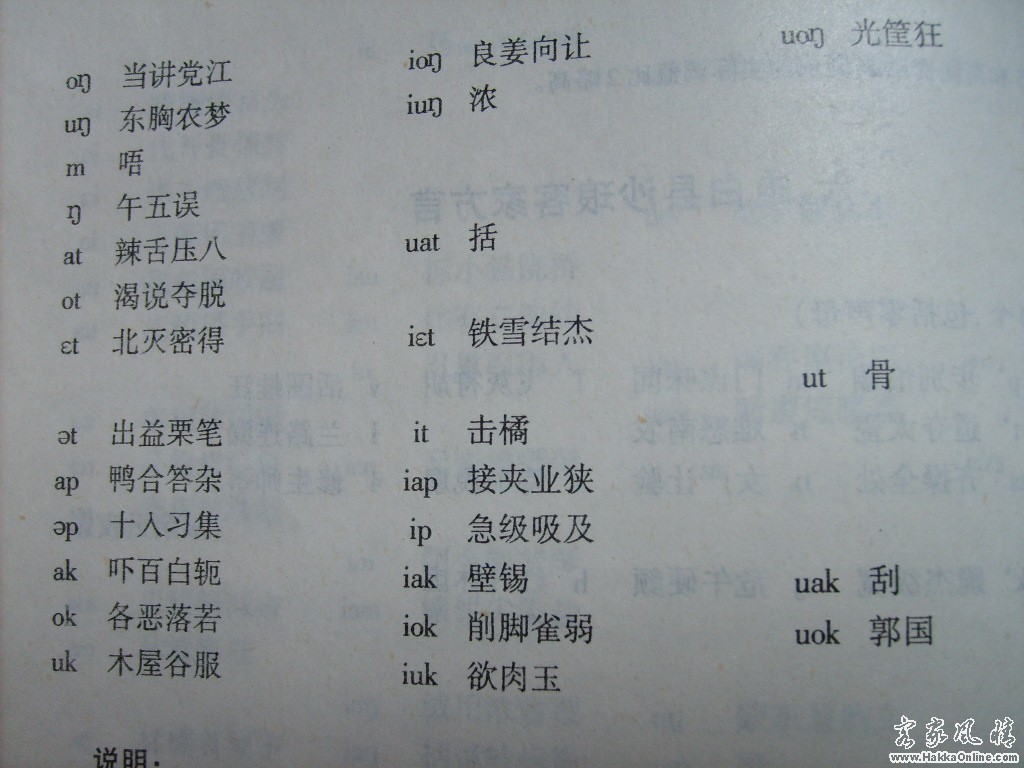 oŋ 当讲党江 ioŋ 良姜向让 uoŋ 光筐狂
uŋ 东胸农梦 iuŋ 浓
m 唔
ŋ 午五误
at 辣舌压八 uat 括
ot 渴说夺脱
ɛt 北灭密得 iɛt 铁雪结杰
ut 骨
ət 出益栗笔 it 击橘
ap 鸭合答杂 iap 接夹业狭
əp 十入习集 ip 急级吸及
ak 吓百白轭 iak 壁锡 uak 刮
ok 各恶落若 iok 削脚雀弱 uok 郭国
uk 木屋谷服 iuk 欲肉玉
说明：
客家风情
www.HakkaOnline.com